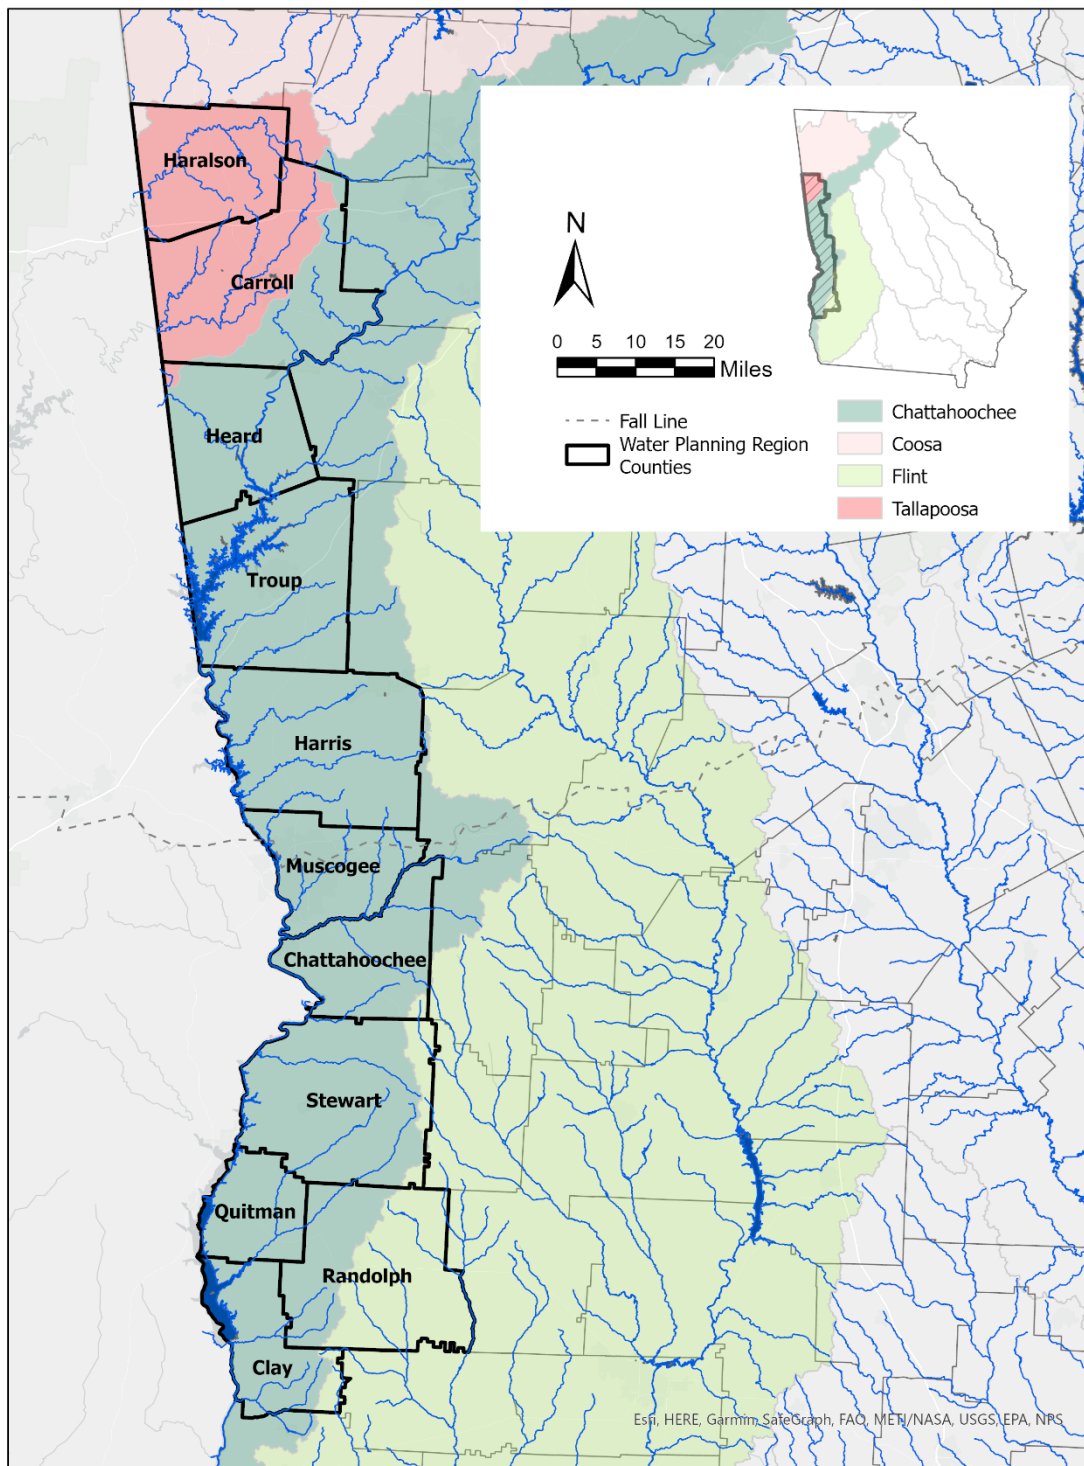 Haralson
Carroll
Heard
Troup
Harris
Muscogee
Chattahoochee
Stewart
Quitman
Randolph
Clay
N
0 5 10 15 20
Miles
Fall Line
Water Planning Region
Counties
Chattahoochee
Coosa
Flint
Tallapoosa
Esri, HERE, Garmin, SafeGraph, FAO, METI/NASA, USGS, EPA, NPS